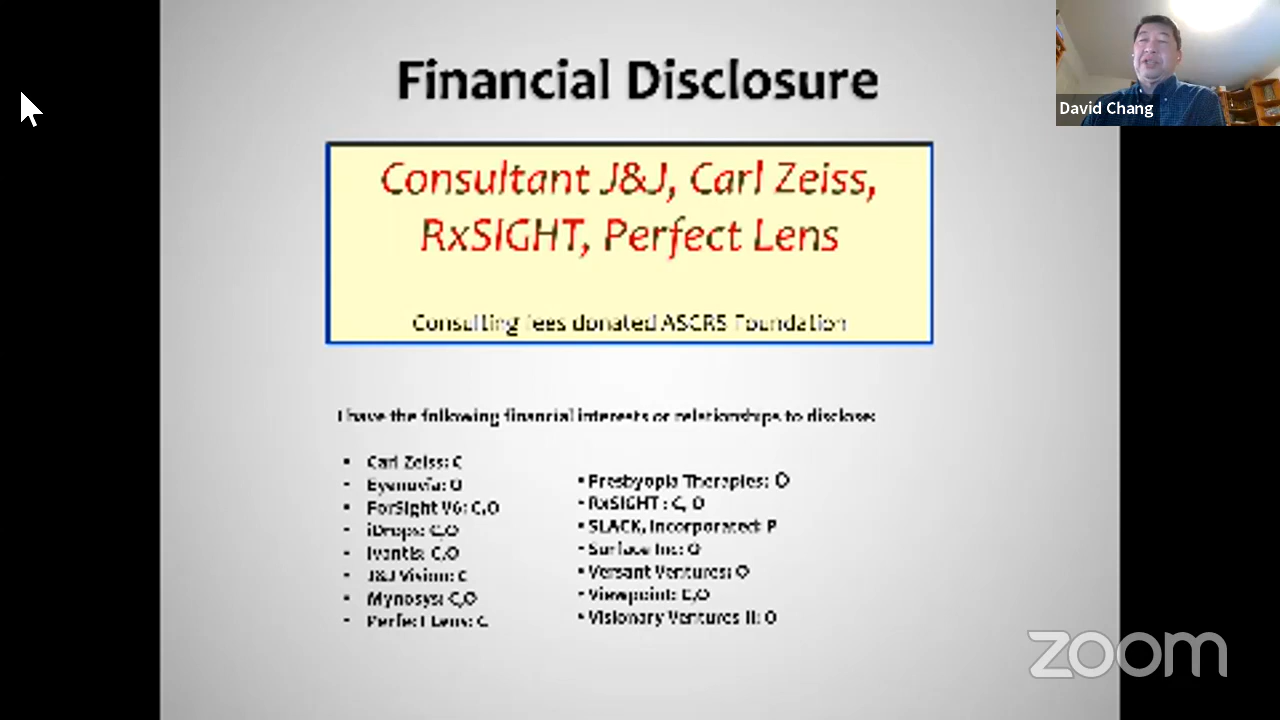 Financial Disclosure
Consultant J&J, Carl Zeiss,
RxSIGHT, Perfect Lens
Consulting fees donated ASCRS Foundation
I have the following financial interests or relationships to disclose:
• Carl Zeiss: C
• Eyenovia: O
• ForSight V6: C,O
• iDrops: C,O
• Ivantis: C,O
• J&J Vision: C
• Mynosys: C,O
• Perfect Lens: C
• Presbyopia Therapies: O
• RxSIGHT : C, O
• SLACK, Incorporated: P
• Surface Inc: O
• Versant Ventures: O
• Viewpoint: C,O
• Visionary Ventures II: O
David Chang
zoom